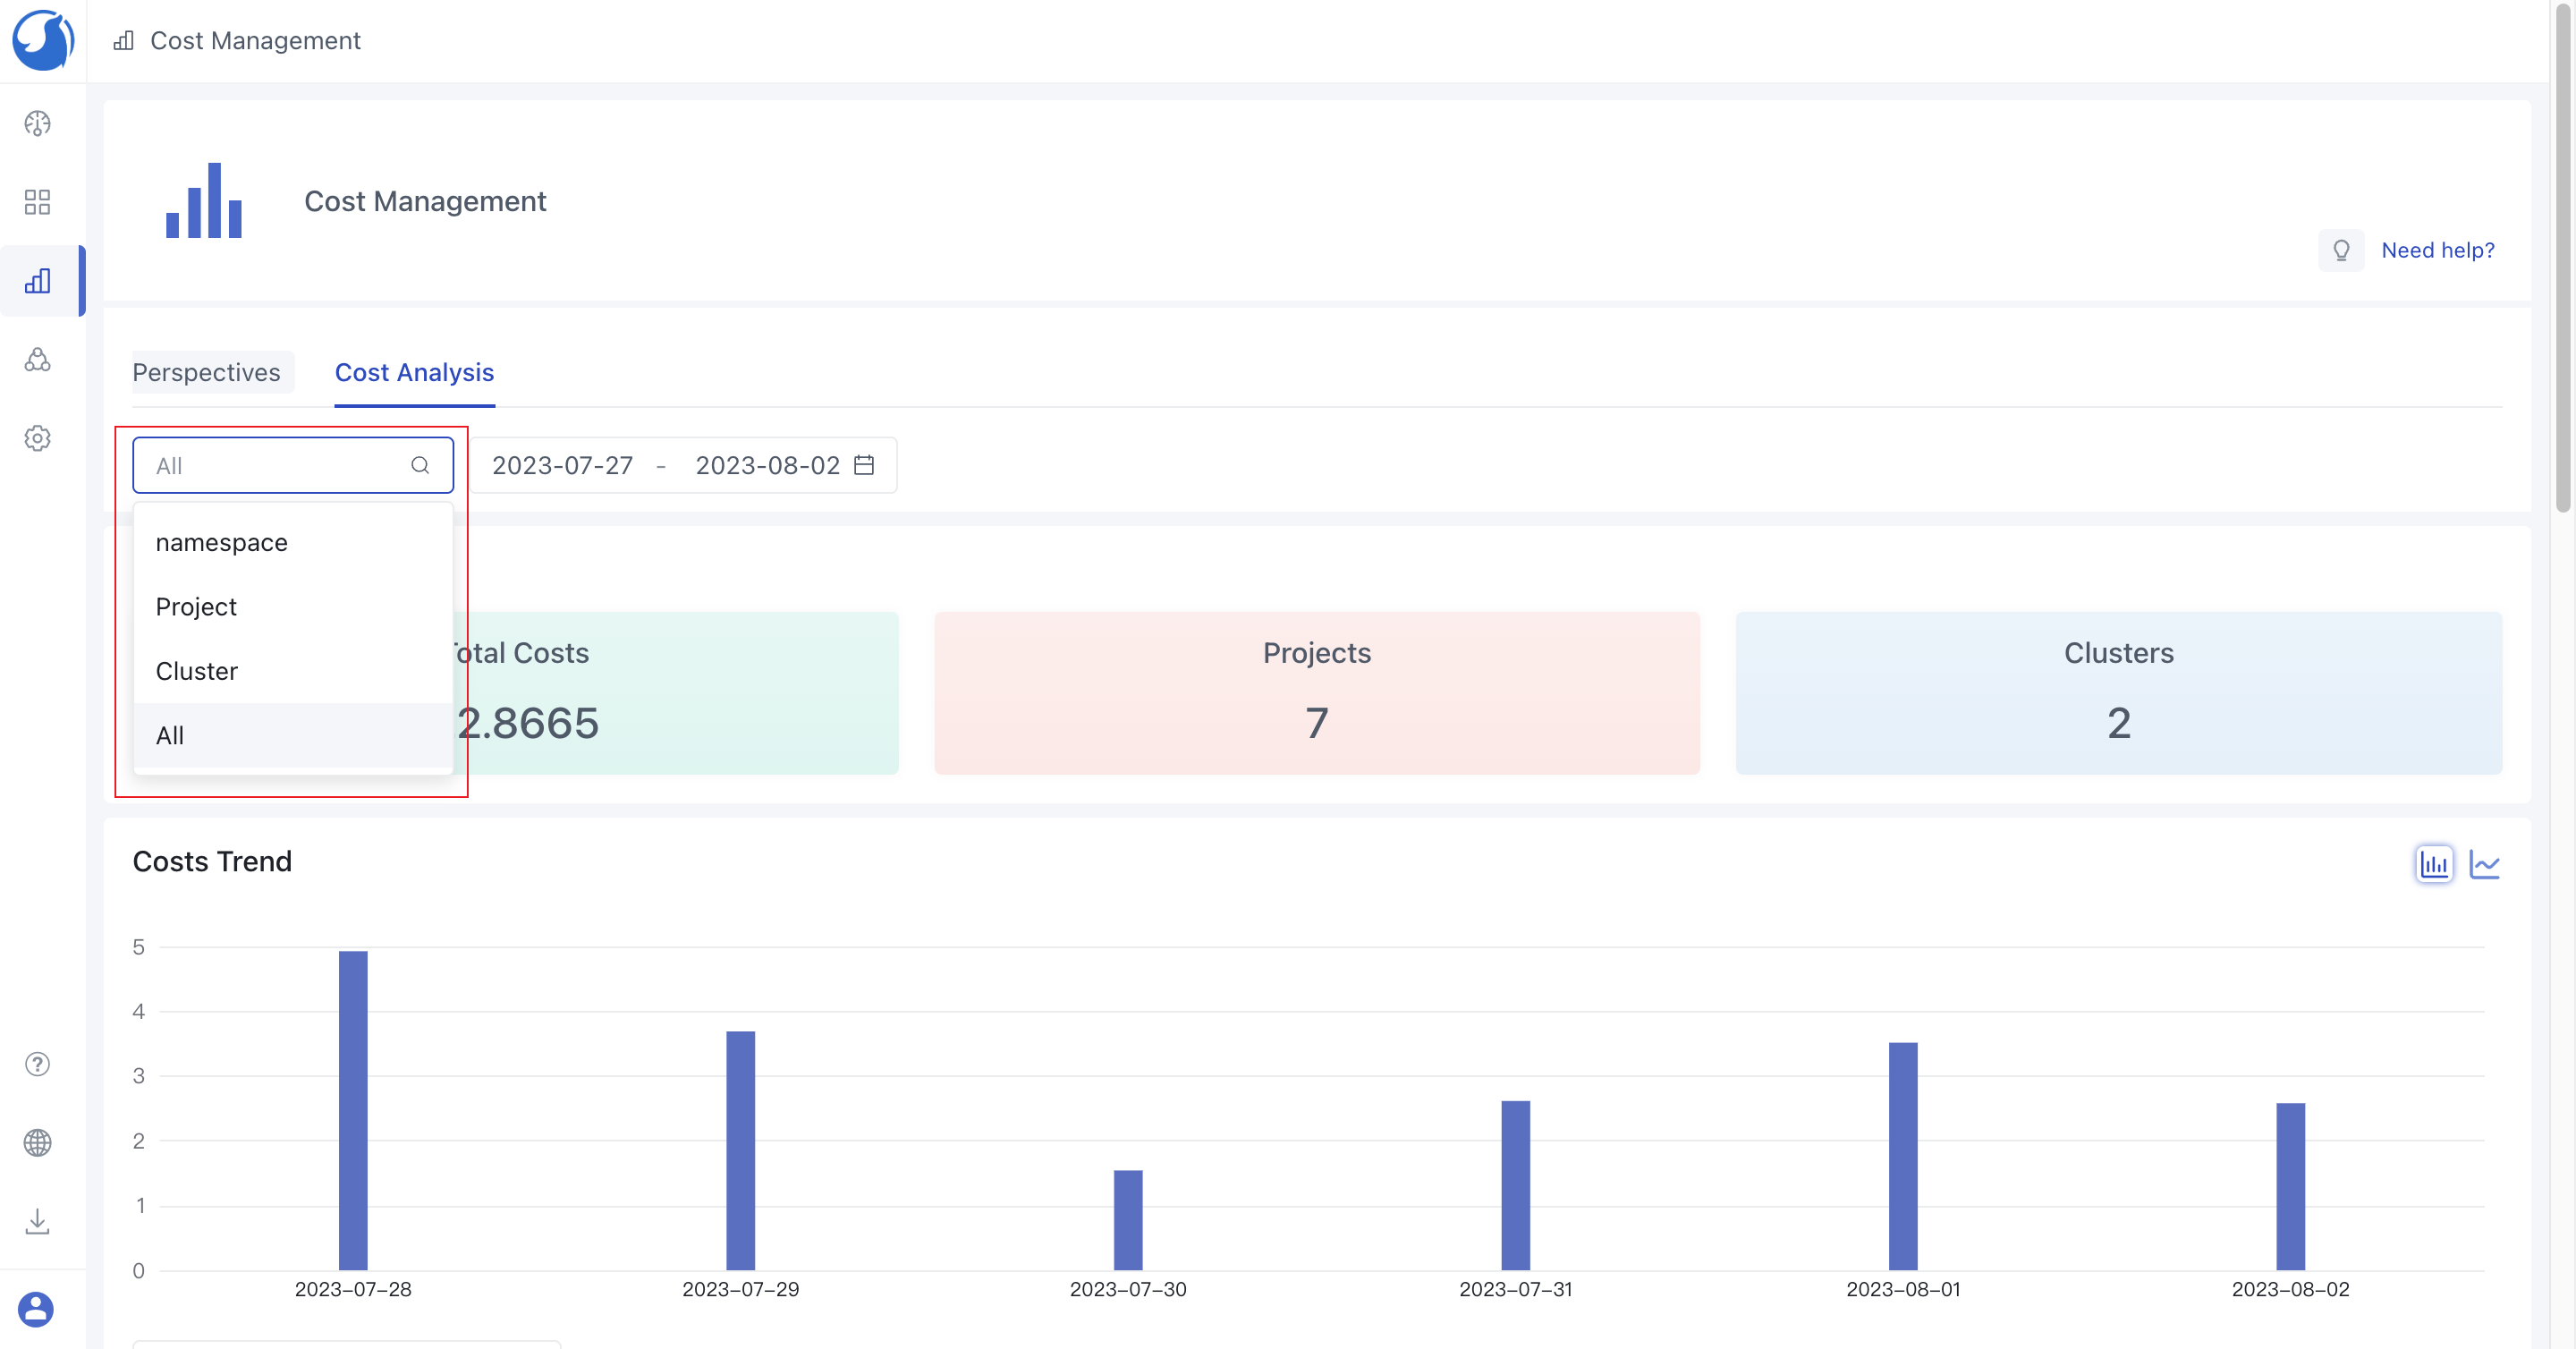 Cost Management
Cost Management
Need help?
Perspectives
Cost Analysis
All
2023-07-27 - 2023-08-02
namespace
Project
Cluster
All
Total Costs
2.8665
Projects
7
Clusters
2
Costs Trend
5
4
3
2
1
0
2023-07-28
2023-07-29
2023-07-30
2023-07-31
2023-08-01
2023-08-02